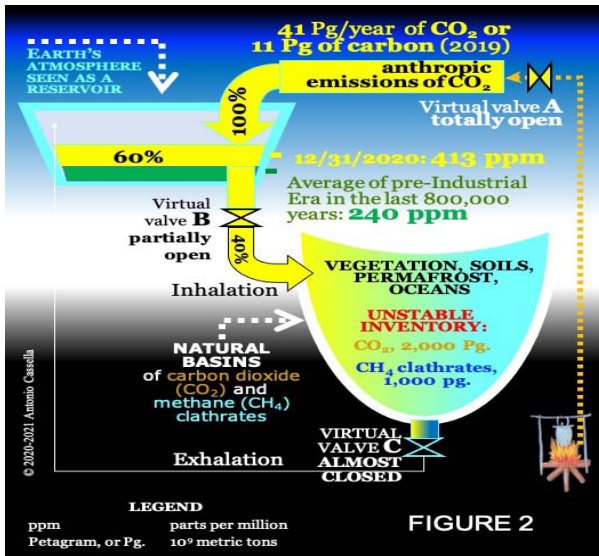 41 Pg/year of CO₂ or
11 Pg of carbon (2019)
EARTH'S
ATMOSPHERE
SEEN AS A
RESERVOIR
anthropic
emissions of CO₂
100%
Virtual valve A
totally open
60%
12/31/2020: 413 ppm
Average of pre-Industrial
Era in the last 800,000
years: 240 ppm
Virtual
valve B
partially
open
40%
Inhalation
VEGETATION, SOILS,
PERMAFROST,
OCEANS
UNSTABLE
INVENTORY:
CO₂, 2,000 Pg.
CH₄ clathrates,
1,000 pg.
NATURAL
BASINS
of carbon dioxide
(CO₂) and
methane (CH₄)
clathrates
VIRTUAL
VALVE C
ALMOST
CLOSED
Exhalation
© 2020-2021 Antonio Cassella
LEGEND
ppm parts per million
Petagram, or Pg. 10⁹ metric tons
FIGURE 2